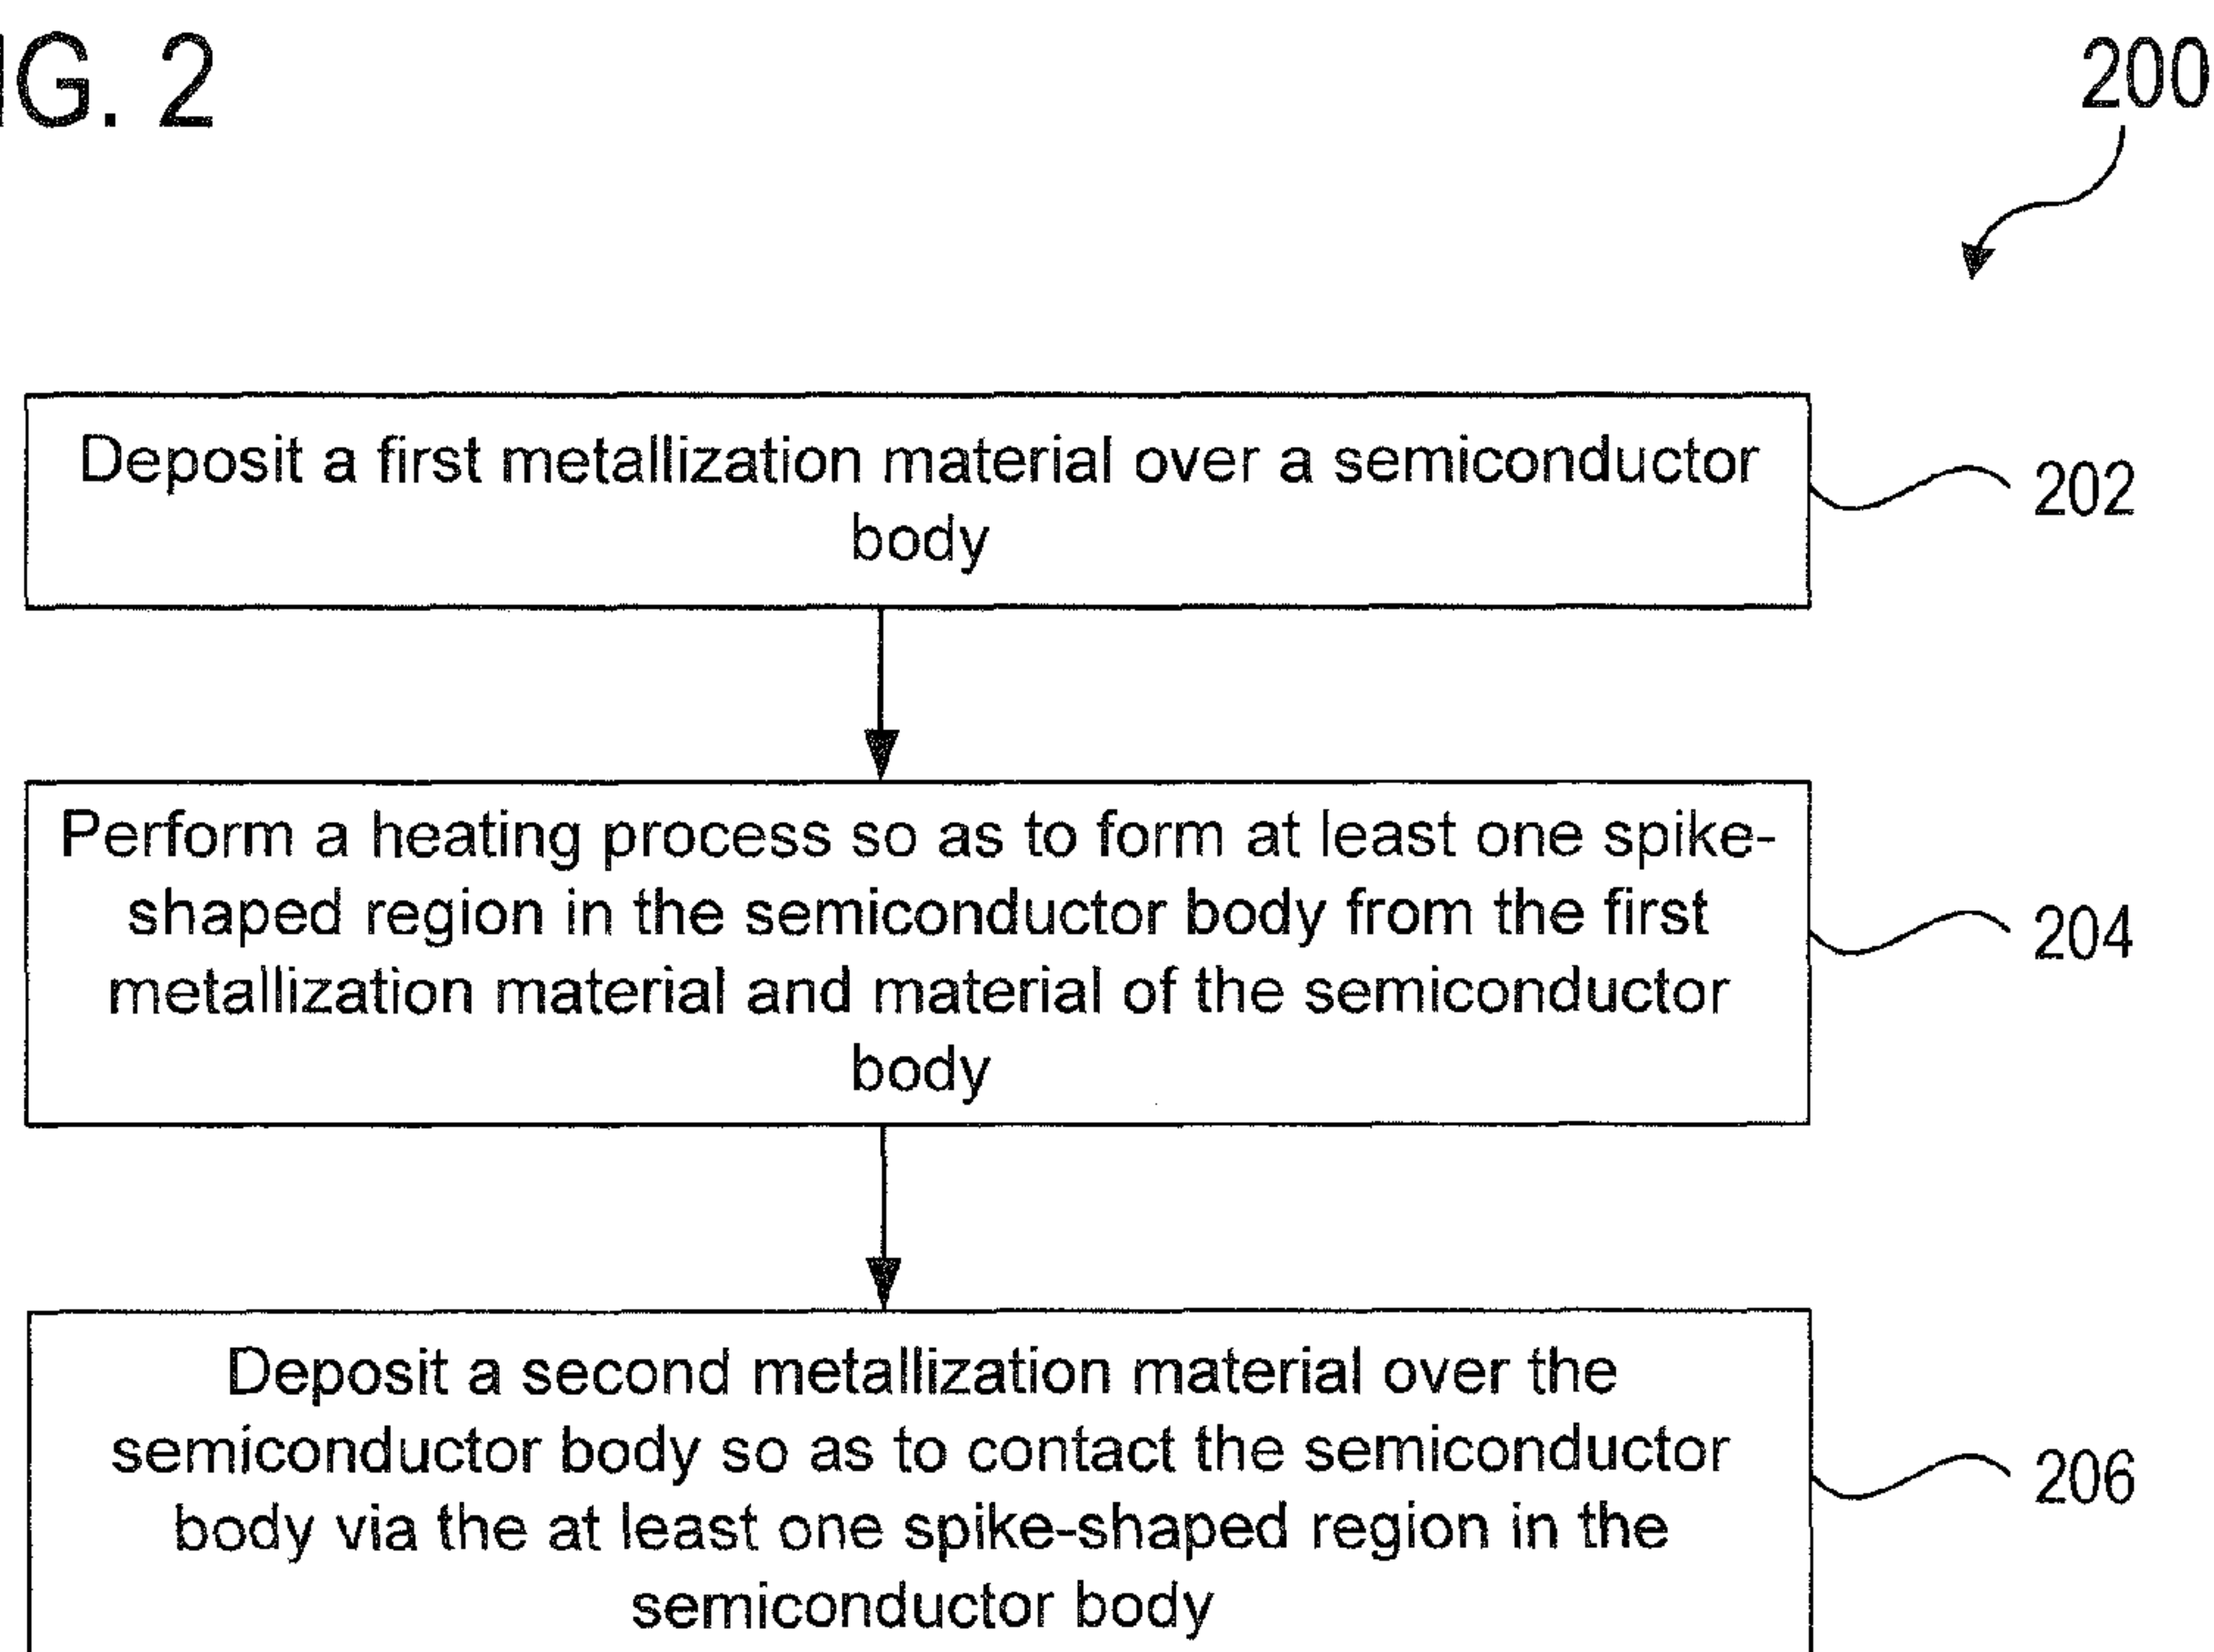 IG. 2
200
Deposit a first metallization material over a semiconductor
body
202
Perform a heating process so as to form at least one spike-
shaped region in the semiconductor body from the first
metallization material and material of the semiconductor
body
204
Deposit a second metallization material over the
semiconductor body so as to contact the semiconductor
body via the at least one spike-shaped region in the
semiconductor body
206